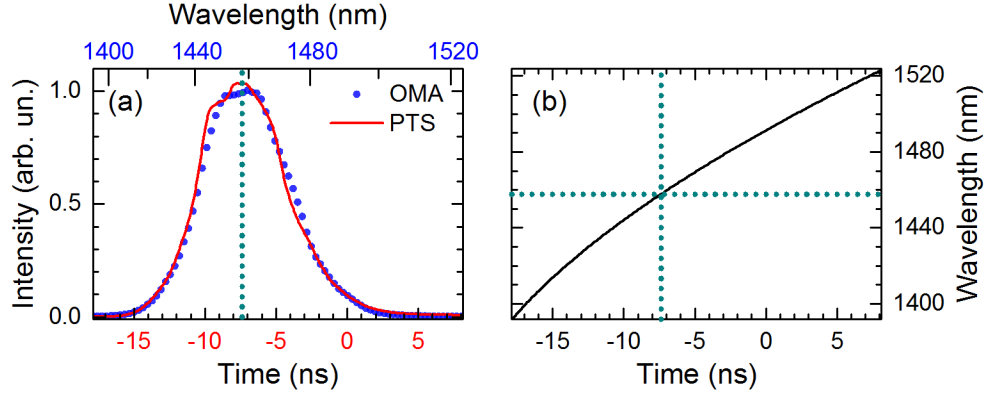 Wavelength (nm)
1400 1440 1480 1520
Intensity (arb. un.)
1.0
0.5
0.0
(a)
OMA
PTS
-15 -10 -5 0 5
Time (ns)
(b)
1520
1480
1440
1400
Wavelength (nm)
-15 -10 -5 0 5
Time (ns)